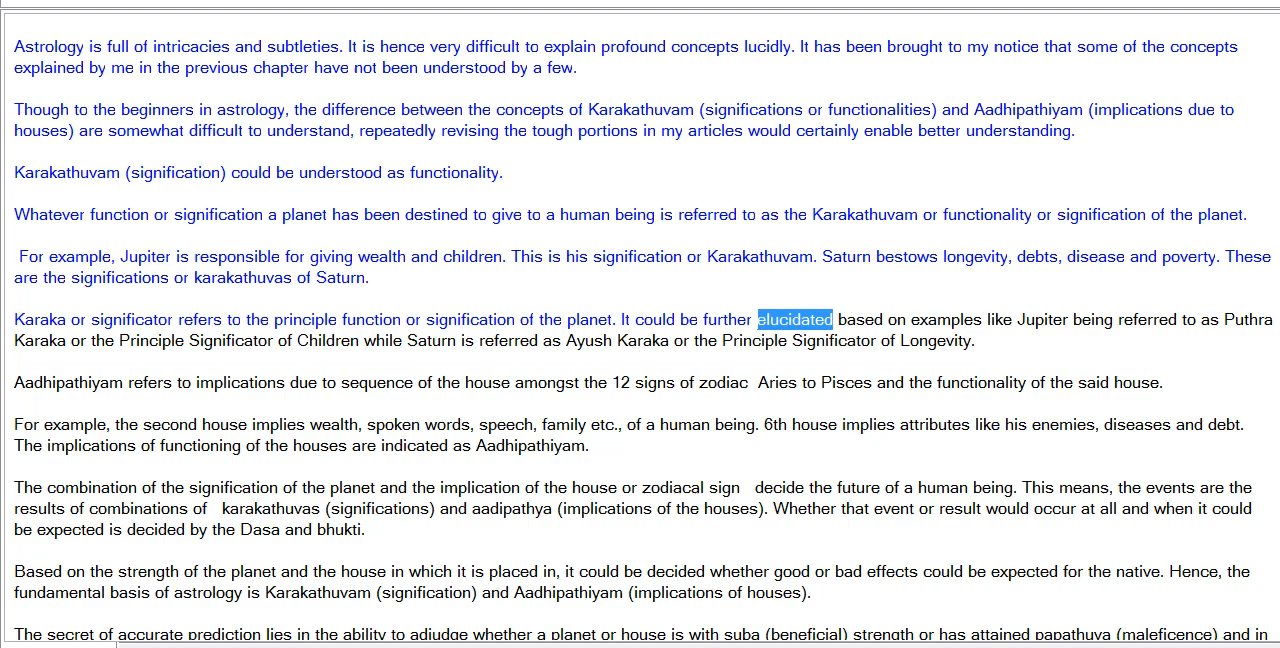 Astrology is full of intricacies and subtleties. It is hence very difficult to explain profound concepts lucidly. It has been brought to my notice that some of the concepts
explained by me in the previous chapter have not been understood by a few.
Though to the beginners in astrology, the difference between the concepts of Karakathuvam (significations or functionalities) and Aadhipathiyam (implications due to
houses) are somewhat difficult to understand, repeatedly revising the tough portions in my articles would certainly enable better understanding.
Karakathuvam (signification) could be understood as functionality.
Whatever function or signification a planet has been destined to give to a human being is referred to as the Karakathuvam or functionality or signification of the planet.
For example, Jupiter is responsible for giving wealth and children. This is his signification or Karakathuvam. Saturn bestows longevity, debts, disease and poverty. These
are the significations or karakathuvas of Saturn.
Karaka or significator refers to the principle function or signification of the planet. It could be further elucidated based on examples like Jupiter being referred to as Puthra
Karaka or the Principle Significator of Children while Saturn is referred as Ayush Karaka or the Principle Significator of Longevity.
Aadhipathiyam refers to implications due to sequence of the house amongst the 12 signs of zodiac  Aries to Pisces and the functionality of the said house.
For example, the second house implies wealth, spoken words, speech, family etc., of a human being. 6th house implies attributes like his enemies, diseases and debt.
The implications of functioning of the houses are indicated as Aadhipathiyam.
The combination of the signification of the planet and the implication of the house or zodiacal sign   decide the future of a human being. This means, the events are the
results of combinations of   karakathuvas (significations) and aadipathya (implications of the houses). Whether that event or result would occur at all and when it could
be expected is decided by the Dasa and bhukti.
Based on the strength of the planet and the house in which it is placed in, it could be decided whether good or bad effects could be expected for the native. Hence, the
fundamental basis of astrology is Karakathuvam (signification) and Aadhipathiyam (implications of houses).
The secret of accurate prediction lies in the ability to adjudge whether a planet or house is with suba (beneficial) strength or has attained papathuva (maleficence) and in